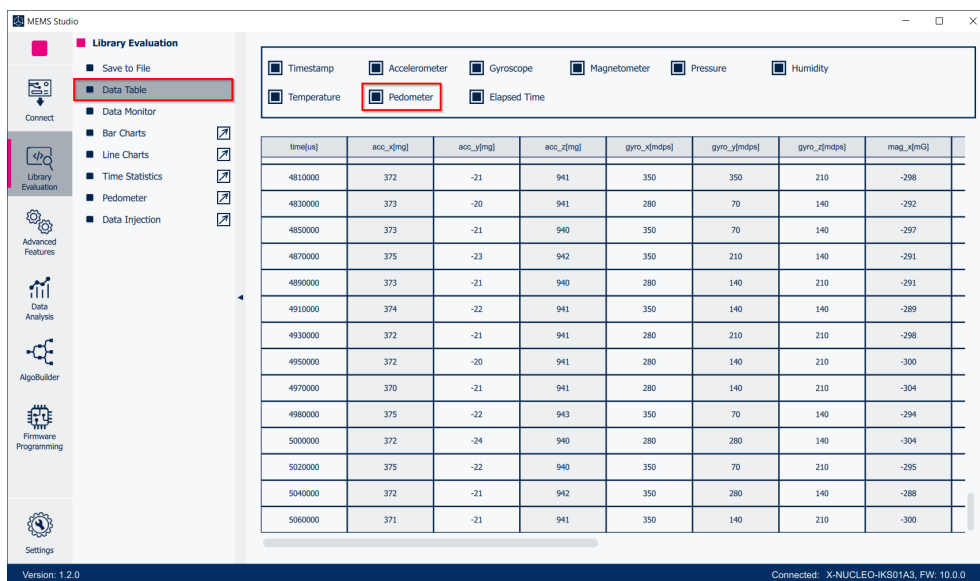 MEMS Studio
Connect
Library
Evaluation
Advanced
Features
Data
Analysis
AlgoBuilder
Firmware
Programming
Settings
Library Evaluation
Save to File
Data Table
Data Monitor
Bar Charts
Line Charts
Time Statistics
Pedometer
Data Injection
Timestamp Accelerometer Gyroscope Magnetometer Pressure Humidity
Temperature Pedometer Elapsed Time
time[us] acc_x[mg] acc_y[mg] acc_z[mg] gyro_x[mdps] gyro_y[mdps] gyro_z[mdps] mag_x[mG]
4810000 372 -21 941 350 350 210 -298
4830000 373 -20 941 280 70 140 -292
4850000 373 -21 940 350 70 140 -297
4870000 375 -23 942 350 210 140 -291
4890000 373 -21 940 280 140 210 -291
4910000 374 -22 941 350 140 140 -289
4930000 372 -21 941 280 210 210 -298
4950000 372 -20 941 280 140 210 -300
4970000 370 -21 941 280 140 210 -304
4980000 375 -22 943 350 70 140 -294
5000000 372 -24 940 280 280 140 -304
5020000 375 -22 940 350 70 210 -295
5040000 372 -21 942 350 280 140 -288
5060000 371 -21 941 350 140 210 -300
Version: 1.2.0 Connected: X-NUCLEO-IKS01A3, FW: 10.0.0